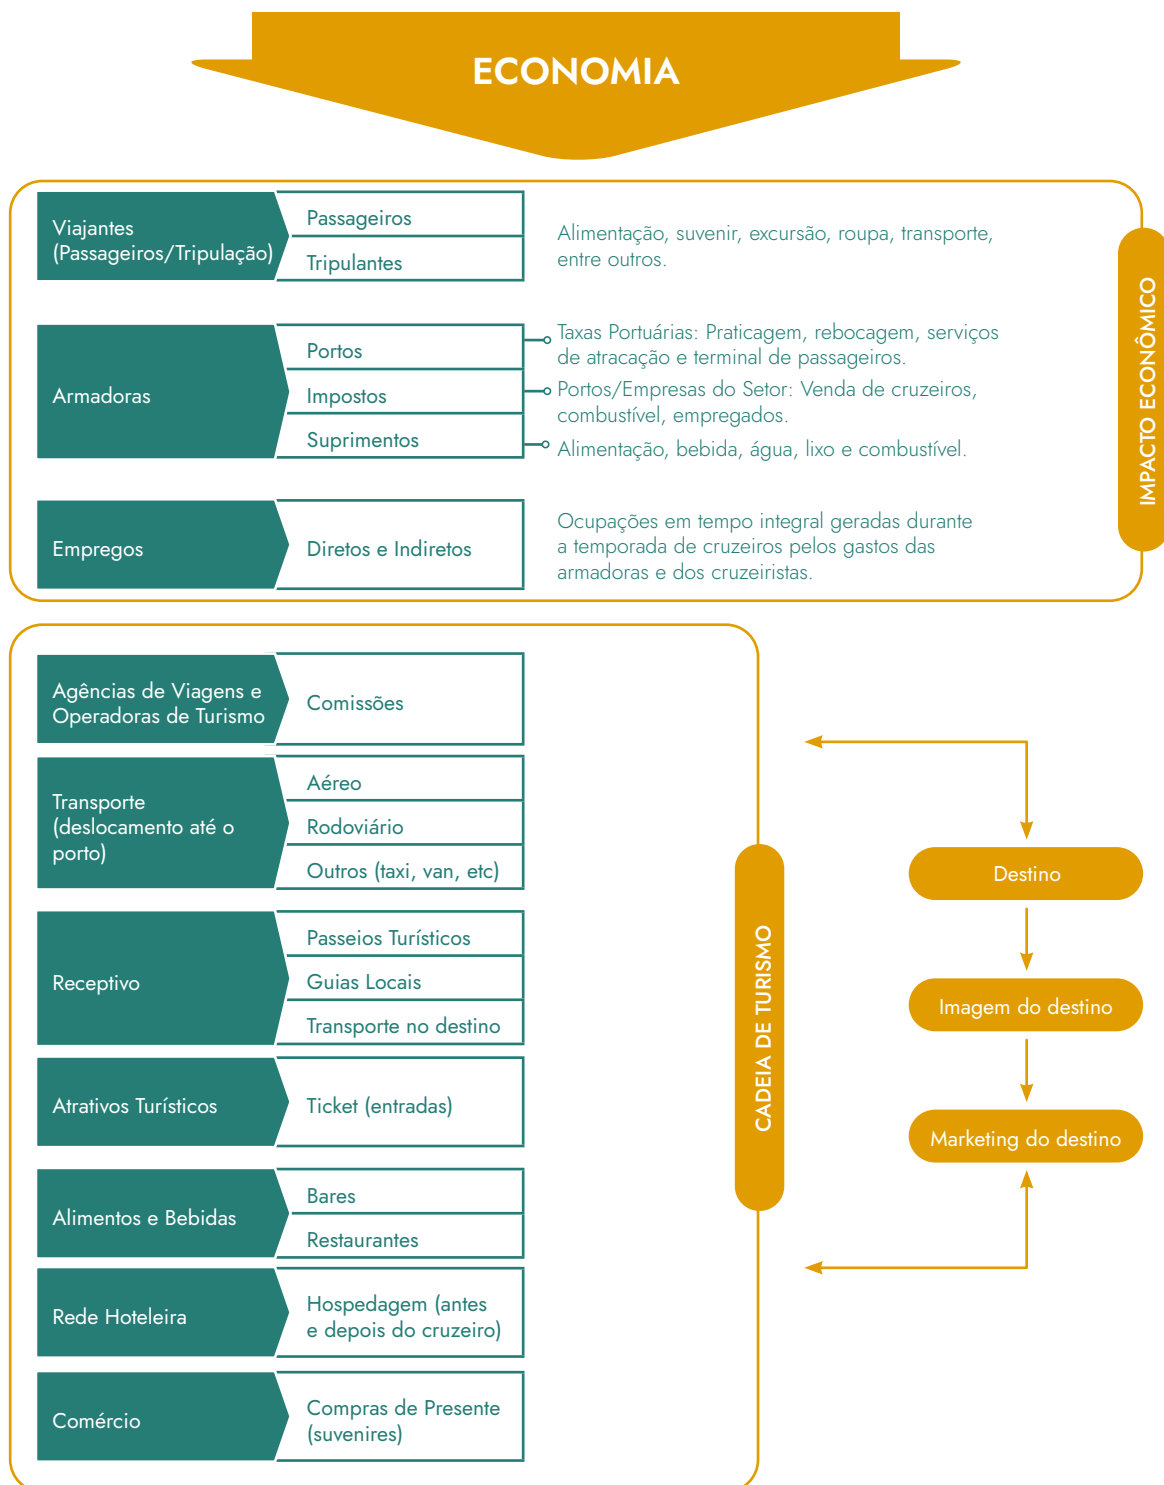 ECONOMIA
Viajantes
(Passageiros/Tripulação)
Passageiros
Tripulantes
Alimentação, suvenir, excursão, roupa, transporte,
entre outros.
Armadoras
Portos
Impostos
Suprimentos
Taxas Portuárias: Praticagem, rebocagem, serviços
de atracação e terminal de passageiros.
Portos/Empresas do Setor: Venda de cruzeiros,
combustível, empregados.
Alimentação, bebida, água, lixo e combustível.
Empregos
Diretos e Indiretos
Ocupações em tempo integral geradas durante
a temporada de cruzeiros pelos gastos das
armadoras e dos cruzeiristas.
IMPACTO ECONÔMICO
Agências de Viagens e
Operadoras de Turismo
Comissões
Transporte
(deslocamento até o
porto)
Aéreo
Rodoviário
Outros (taxi, van, etc)
Receptivo
Passeios Turísticos
Guias Locais
Transporte no destino
Atrativos Turísticos
Ticket (entradas)
Alimentos e Bebidas
Bares
Restaurantes
Rede Hoteleira
Hospedagem (antes
e depois do cruzeiro)
Comércio
Compras de Presente
(suvenires)
CADEIA DE TURISMO
Destino
Imagem do destino
Marketing do destino